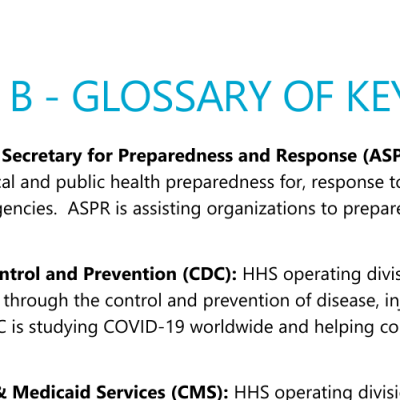 B - GLOSSARY OF KEY
Secretary for Preparedness and Response (ASP
al and public health preparedness for, response to
gencies. ASPR is assisting organizations to prepare
ntrol and Prevention (CDC): HHS operating divis
through the control and prevention of disease, inj
C is studying COVID-19 worldwide and helping co
& Medicaid Services (CMS): HHS operating divisi